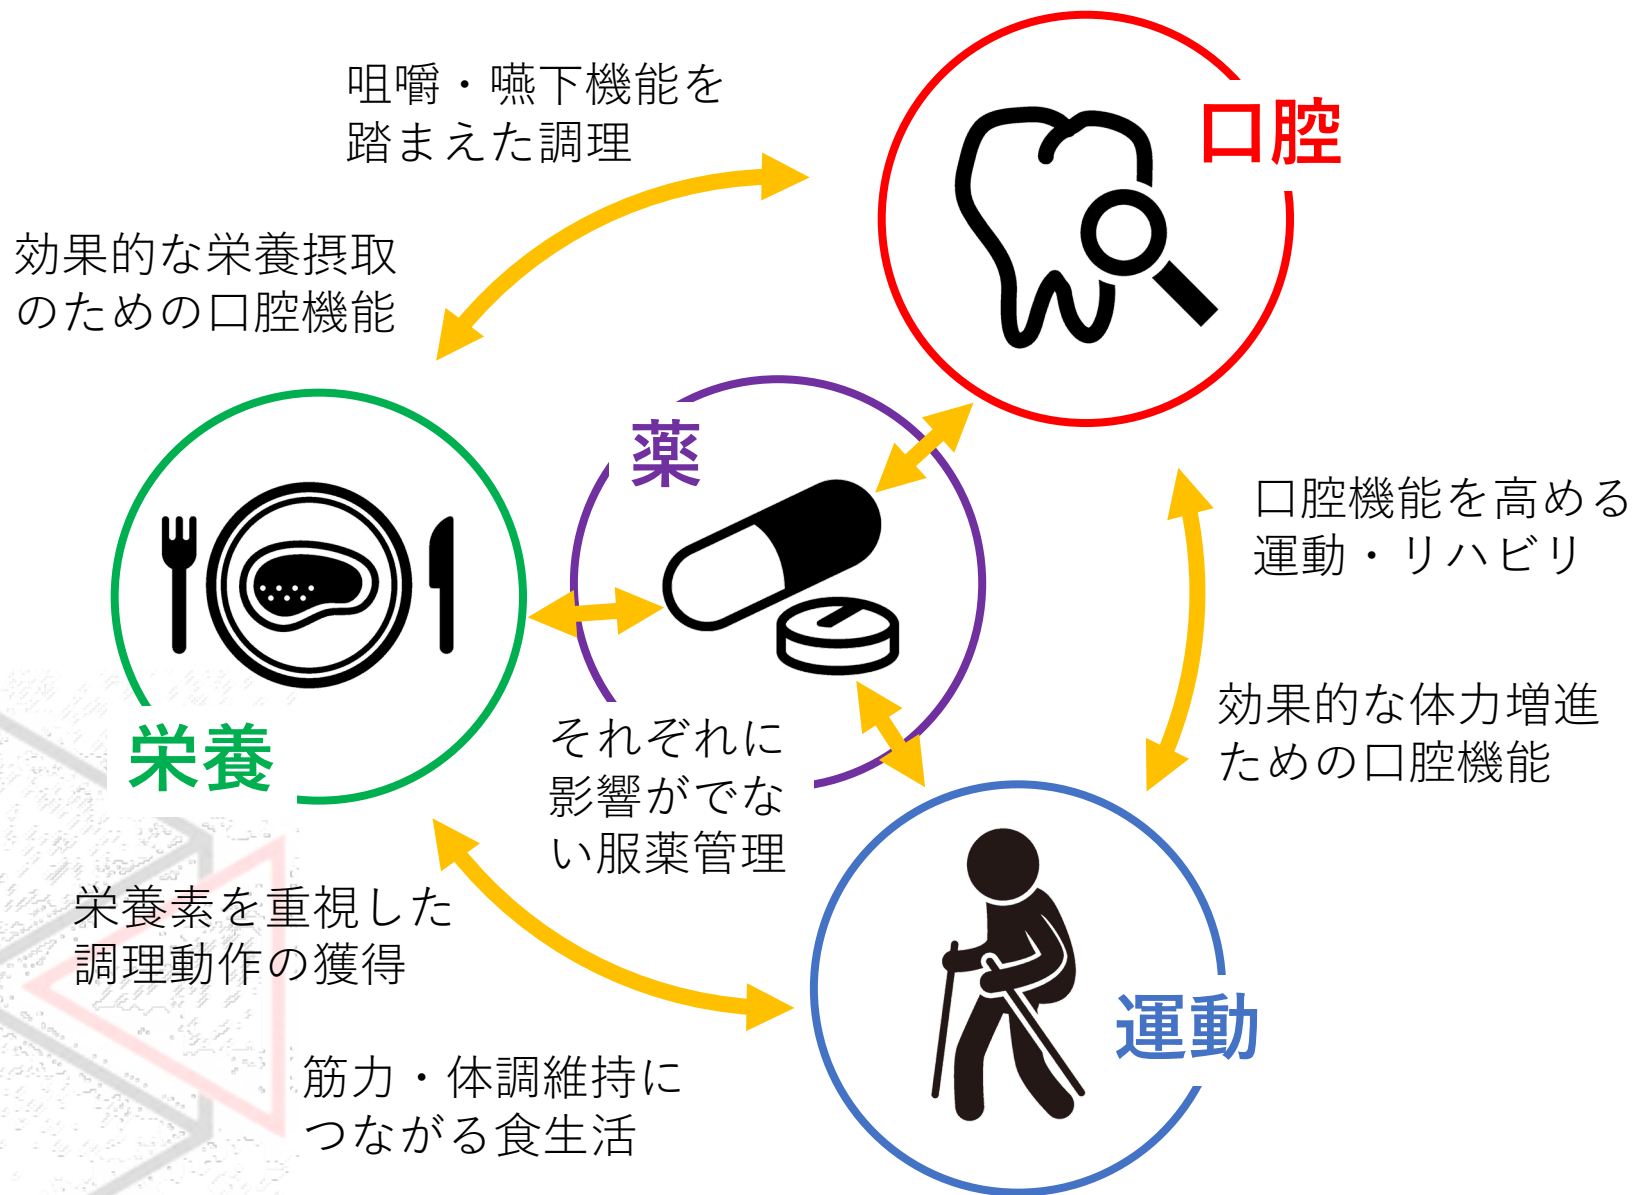 咀嚼・嚥下機能を
踏まえた調理
口腔
効果的な栄養摂取
のための口腔機能
薬
口腔機能を高める
運動・リハビリ
栄養
それぞれに
影響がでな
い服薬管理
効果的な体力増進
ための口腔機能
栄養素を重視した
調理動作の獲得
運動
筋力・体調維持に
つながる食生活